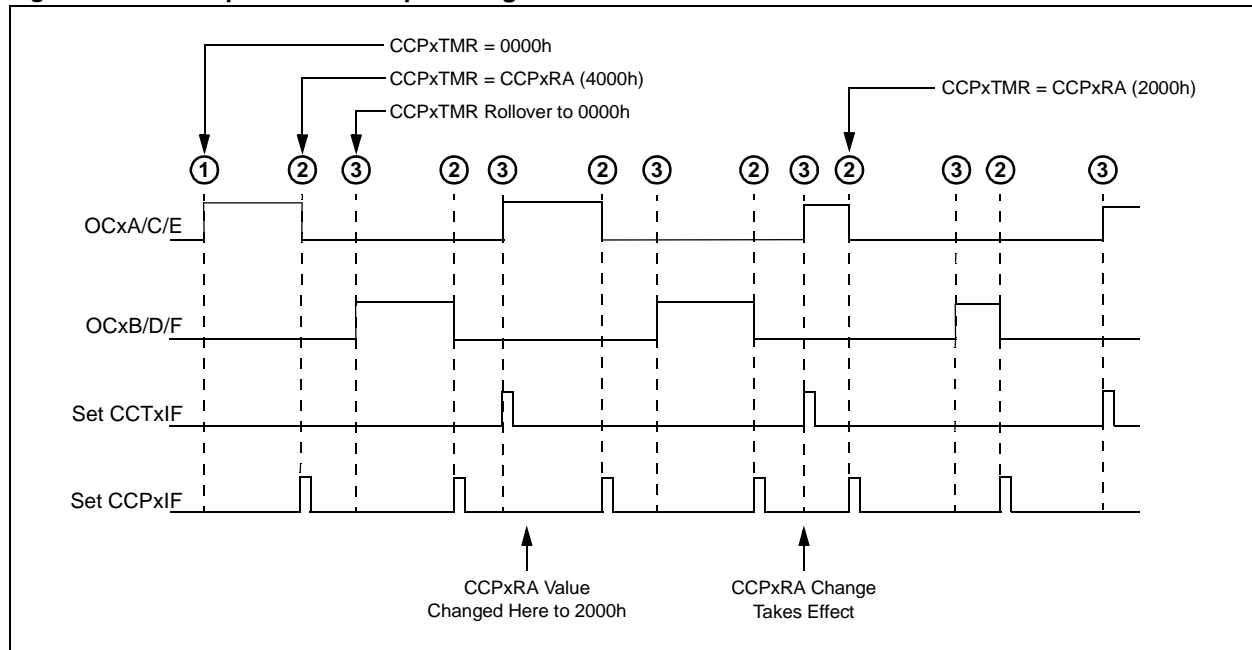 CCPxTMR = 0000h
CCPxTMR = CCPxRA (4000h)
CCPxTMR = CCPxRA (2000h)
CCPxTMR Rollover to 0000h
1 2 3 2 3 2 3 2 3 2 3 2 3
OCxA/C/E
OCxB/D/F
Set CCTxIF
Set CCPxIF
CCPxRA Value
Changed Here to 2000h
CCPxRA Change
Takes Effect